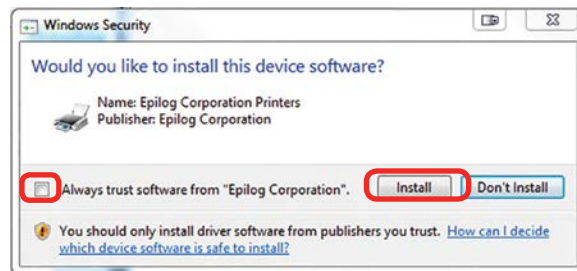 Windows Security
Would you like to install this device software?
Name: Epilog Corporation Printers
Publisher: Epilog Corporation
Always trust software from "Epilog Corporation".
Install
Don't Install
You should only install driver software from publishers you trust. How can I decide
which device software is safe to install?